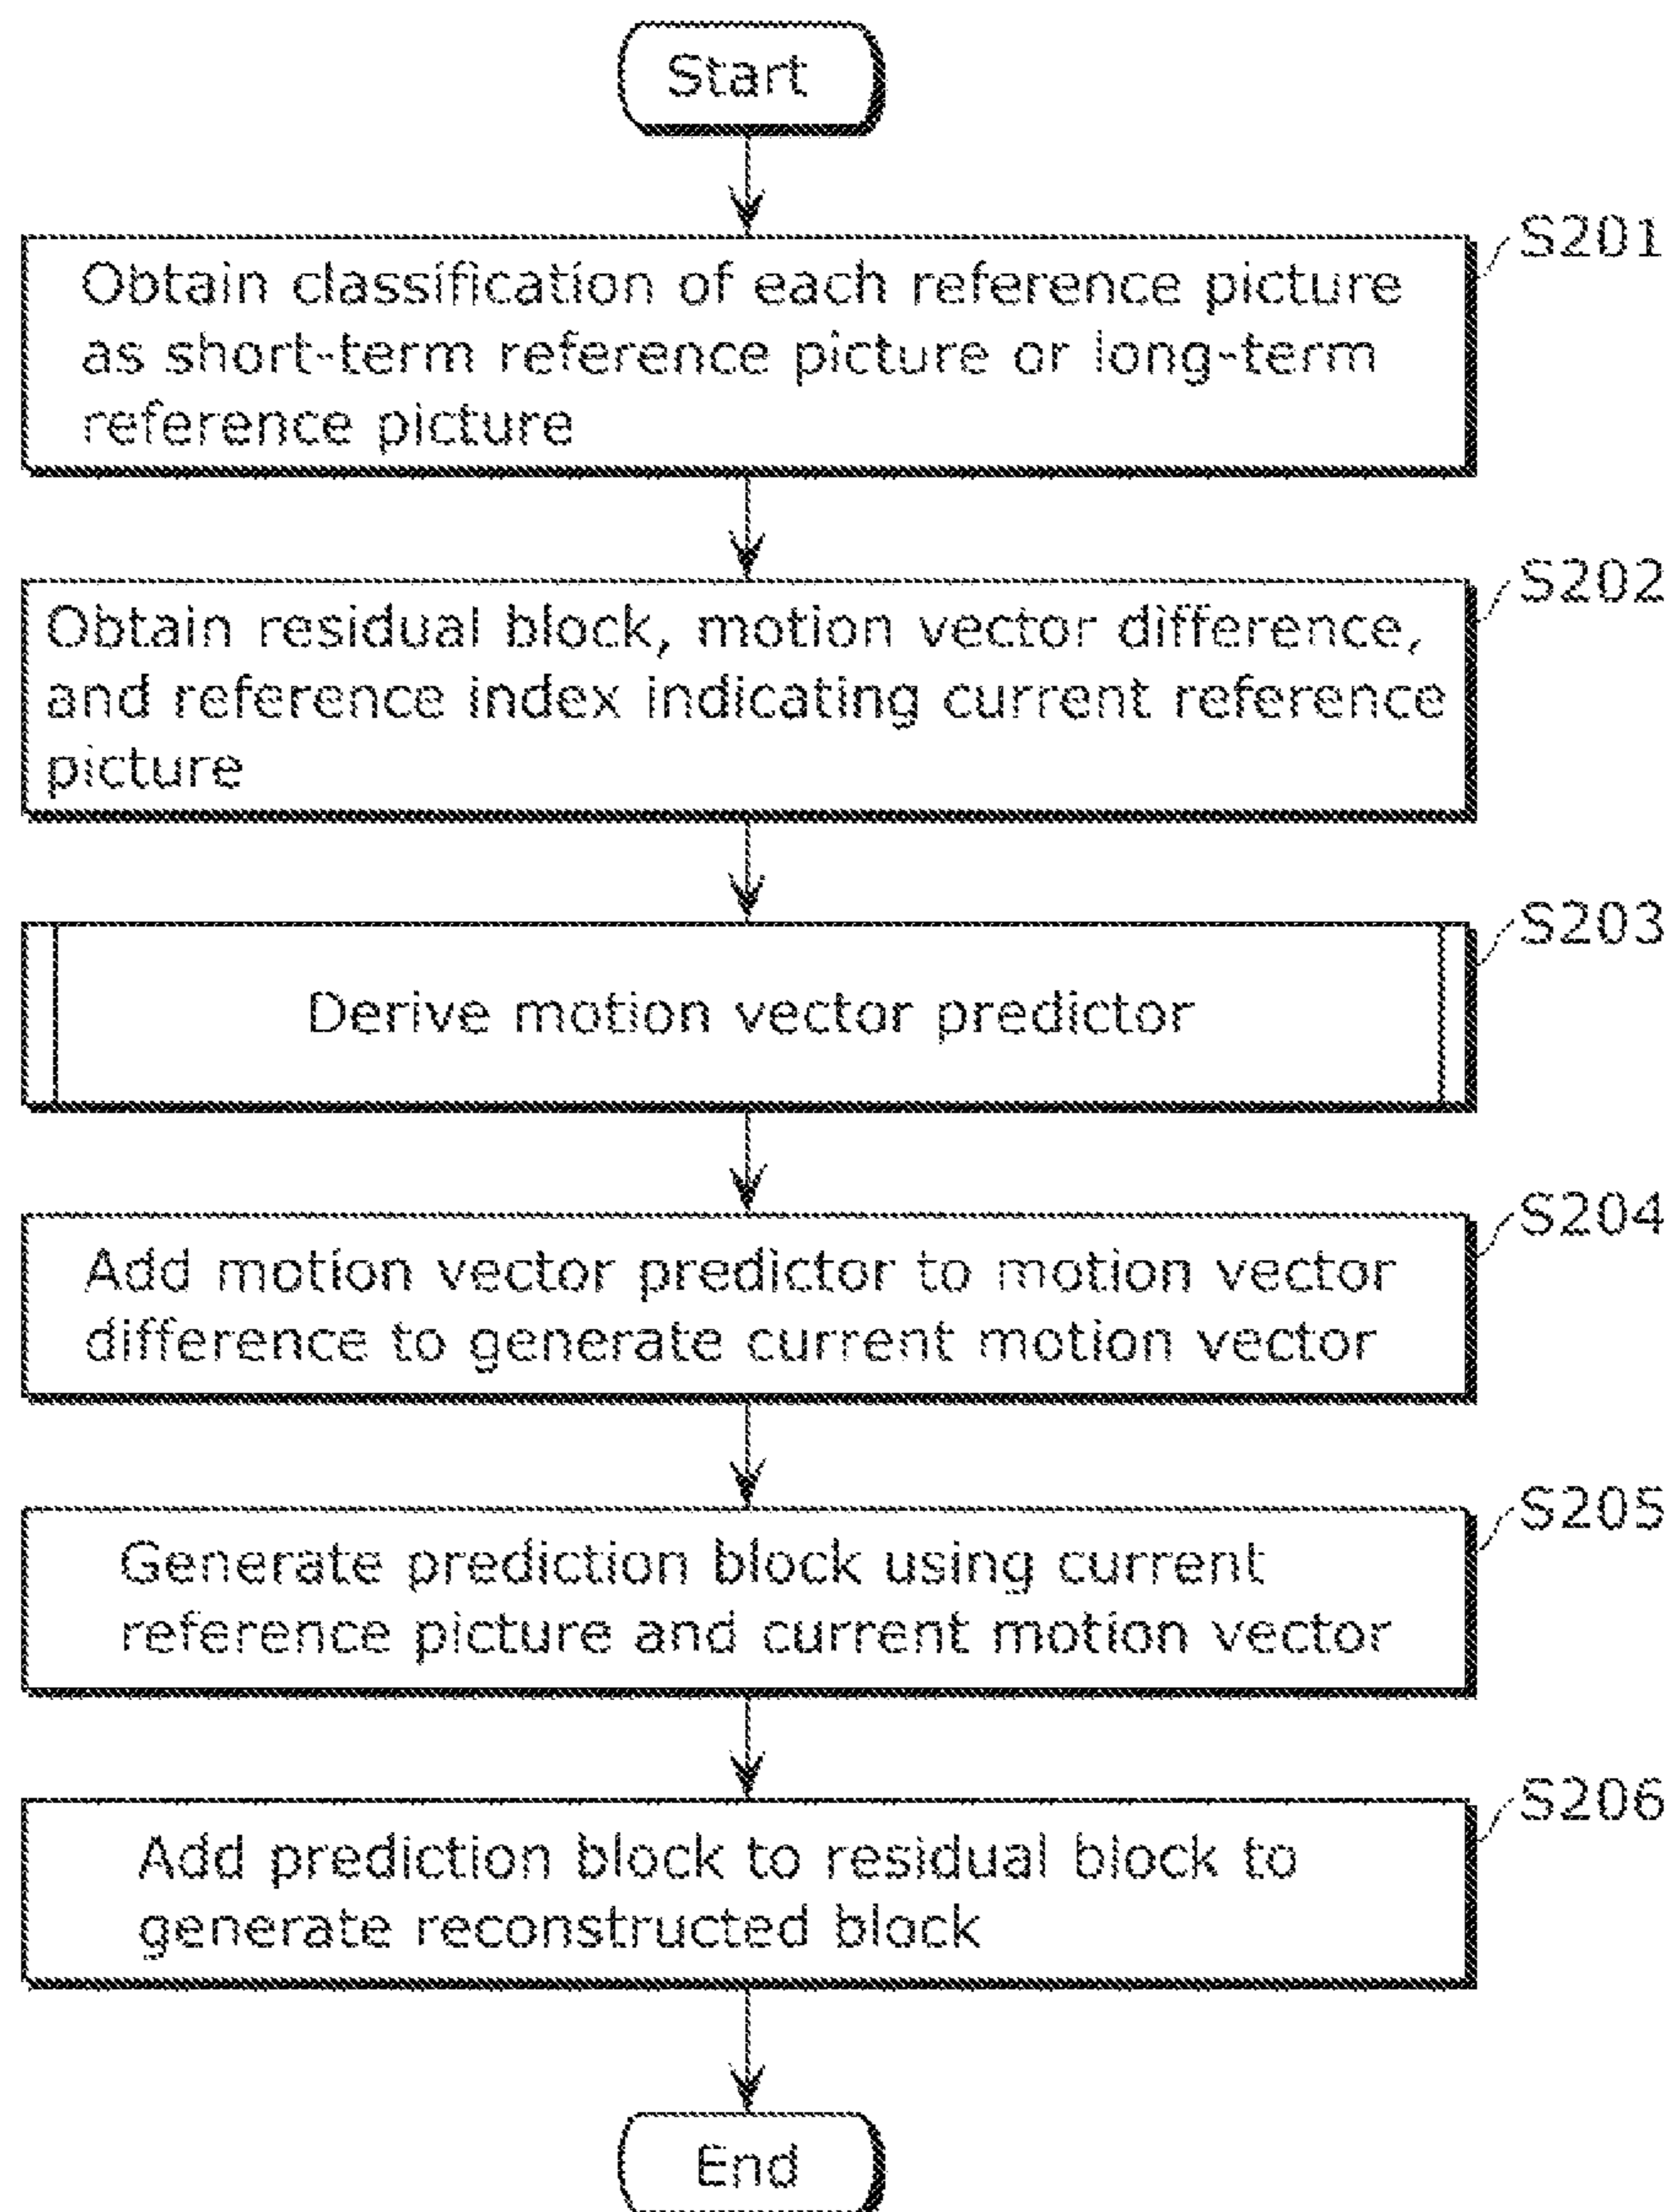 Start
S201
Obtain classification of each reference picture
as short-term reference picture or long-term
reference picture
S202
Obtain residual block, motion vector difference,
and reference index indicating current reference
picture
S203
Derive motion vector predictor
S204
Add motion vector predictor to motion vector
difference to generate current motion vector
S205
Generate prediction block using current
reference picture and current motion vector
S206
Add prediction block to residual block to
generate reconstructed block
End